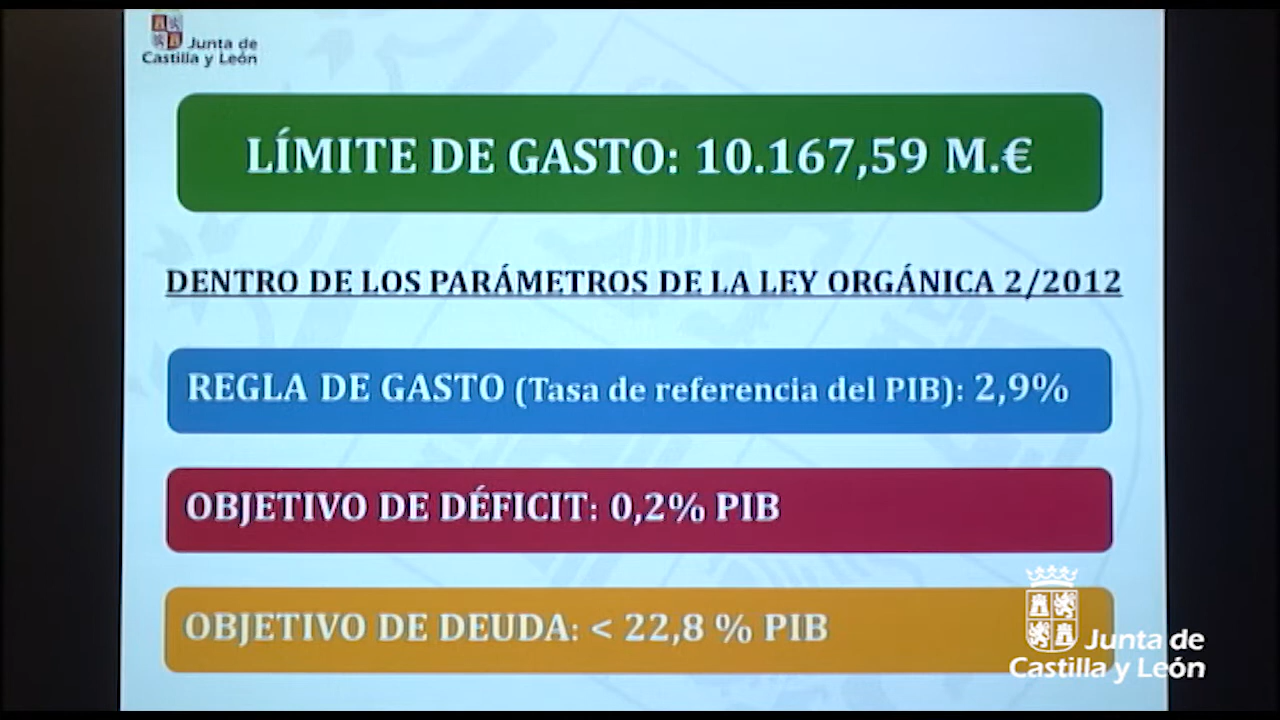 Junta de
Castilla y León
LÍMITE DE GASTO: 10.167,59 M.€
DENTRO DE LOS PARÁMETROS DE LA LEY ORGÁNICA 2/2012
REGLA DE GASTO (Tasa de referencia del PIB): 2,9%
OBJETIVO DE DÉFICIT: 0,2% PIB
OBJETIVO DE DEUDA: < 22,8 % PIB
Junta de
Castilla y León